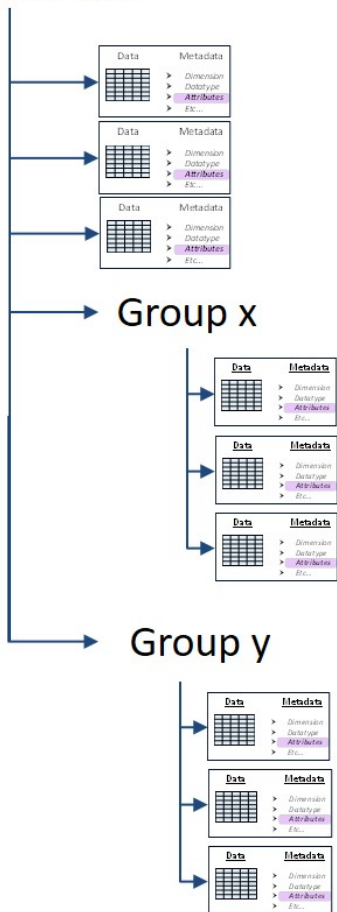 Data Metadata
Dimension
Datatype
Attributes
Etc...
Data Metadata
Dimension
Datatype
Attributes
Etc...
Data Metadata
Dimension
Datatype
Attributes
Etc...
Group x
Data Metadata
Dimension
Datatype
Attributes
Etc...
Data Metadata
Dimension
Datatype
Attributes
Etc...
Data Metadata
Dimension
Datatype
Attributes
Etc...
Group y
Data Metadata
Dimension
Datatype
Attributes
Etc...
Data Metadata
Dimension
Datatype
Attributes
Etc...
Data Metadata
Dimension
Datatype
Attributes
Etc...